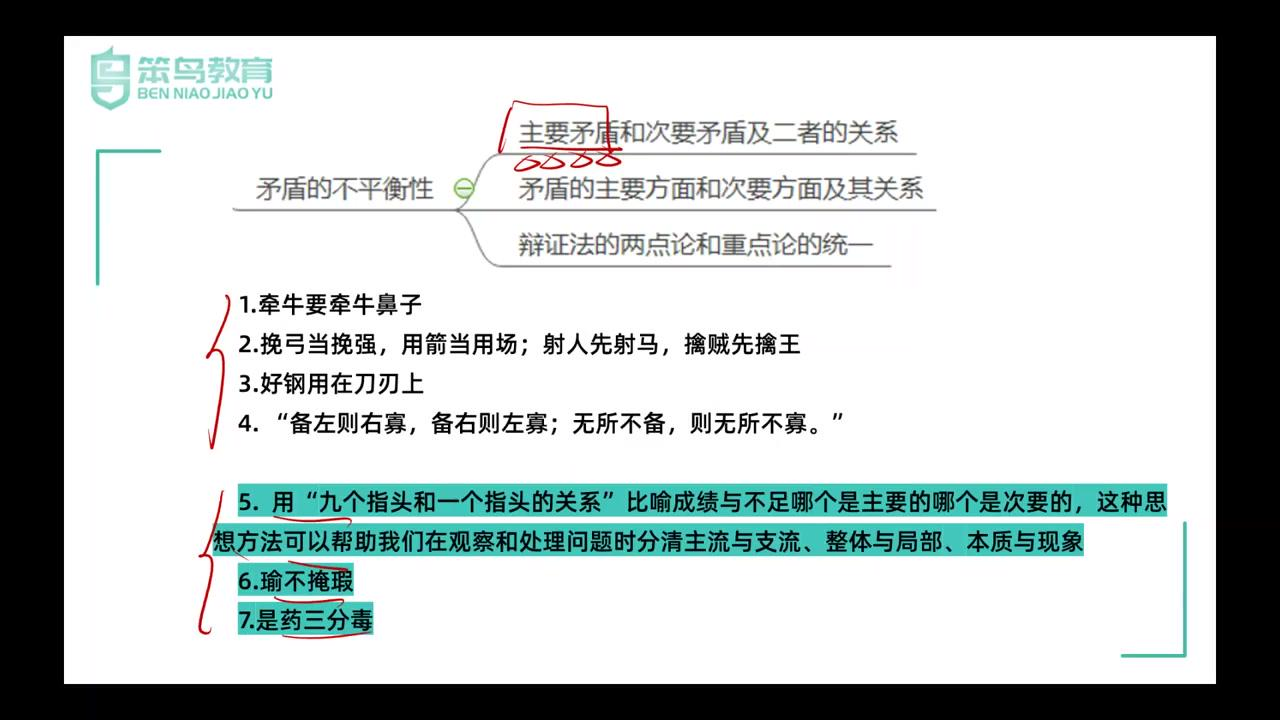 笨鸟教育
BEN NIAO JIAO YU
主要矛盾和次要矛盾及二者的关系
矛盾的不平衡性
矛盾的主要方面和次要方面及其关系
辩证法的两点论和重点论的统一
1.牵牛要牵牛鼻子
2.挽弓当挽强，用箭当用场；射人先射马，擒贼先擒王
3.好钢用在刀刃上
4. “备左则右寡，备右则左寡；无所不备，则无所不寡。”
5. 用“九个指头和一个指头的关系”比喻成绩与不足哪个是主要的哪个是次要的，这种思
想方法可以帮助我们在观察和处理问题时分清主流与支流、整体与局部、本质与现象
6.瑜不掩瑕
7.是药三分毒